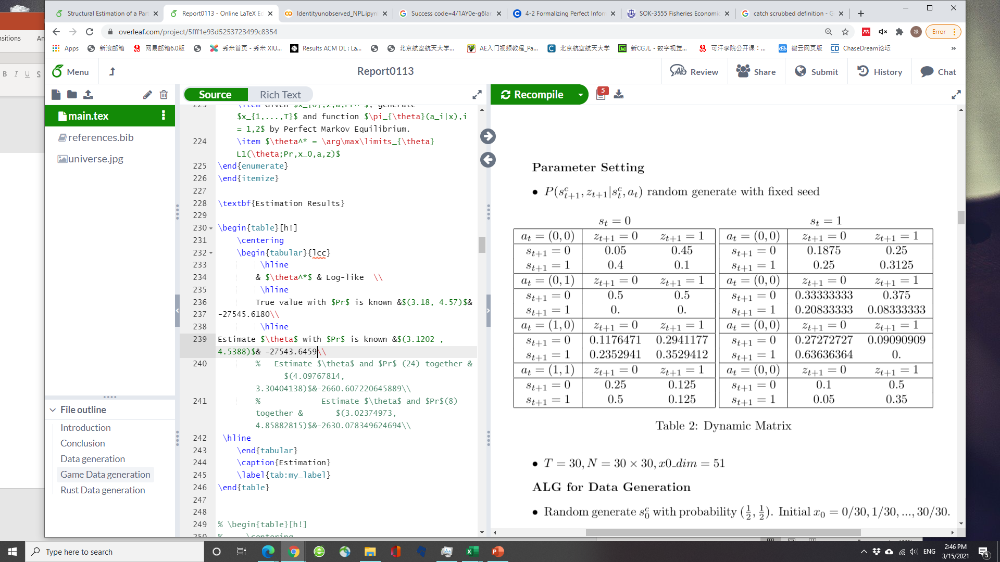 Structural Estimation of a Part
Report0113 - Online LaTeX Ec
Identityunobserved_NPL.ipynl
Success code=4/1AY0e-g6lar
4-2 Formalizing Perfect Inforr
SOK-3555 Fisheries Economic
catch scrubbed definition - G
overleaf.com/project/5fff1e93d5253723499c8354
禄
Error
Apps
新浪邮箱
网易邮箱6.0版
秀米首页 - 秀米 XIU...
Results ACM DL : La...
北京航空航天大学...
AE入门视频教程_Pa...
北京航空航天大学
新CG儿 - 数字视觉...
可汗学院公开课：...
微云网页版
ChaseDream论坛
»
sitions
An
B I U S
Menu
Report0113
Review
Share
Submit
History
Chat
Source
Rich Text
Recompile
5
main.tex
references.bib
universe.jpg
File outline
Introduction
Conclusion
Data generation
Game Data generation
Rust Data generation
$x_{1,...,T}$ and function $\pi_{\theta}(a_i|x),i
= 1,2$ by Perfect Markov Equilibrium.
224 \item $\theta^* = \arg\max\limits_{\theta}
L1(\theta;Pr,x_0,a,z)$
225 \end{enumerate}
226 \end{itemize}
227
228 \textbf{Estimation Results}
229
230 \begin{table}[h!]
231 \centering
232 \begin{tabular}{lcc}
233 \hline
234 & $\theta^*$ & Log-like \\
235 \hline
236 True value with $Pr$ is known &$(3.18, 4.57)$&
237 -27545.6180\\
238 \hline
239 Estimate $\theta$ with $Pr$ is known &$(3.1202 ,
4.5388)$& -27543.6459\\
240 % Estimate $\theta$ and $Pr$ (24) together &
$(4.09767814,
3.30404138)$&-2660.607220645889\\
241 % Estimate $\theta$ and $Pr$(8)
together & $(3.02374973,
4.85882815)$&-2630.078349624694\\
242 \hline
243 \end{tabular}
244 \caption{Estimation}
245 \label{tab:my_label}
246 \end{table}
247
248
249 % \begin{table}[h!]
250 % \centering
Parameter Setting
• P(s^c_{t+1}, z_{t+1}|s^c_t, a_t) random generate with fixed seed
s_t = 0 s_t = 1
a_t = (0, 0) z_{t+1} = 0 z_{t+1} = 1 a_t = (0, 0) z_{t+1} = 0 z_{t+1} = 1
s_{t+1} = 0 0.05 0.45 s_{t+1} = 0 0.1875 0.25
s_{t+1} = 1 0.4 0.1 s_{t+1} = 1 0.25 0.3125
a_t = (0, 1) z_{t+1} = 0 z_{t+1} = 1 a_t = (0, 0) z_{t+1} = 0 z_{t+1} = 1
s_{t+1} = 0 0.5 0.5 s_{t+1} = 0 0.33333333 0.375
s_{t+1} = 1 0. 0. s_{t+1} = 1 0.20833333 0.08333333
a_t = (1, 0) z_{t+1} = 0 z_{t+1} = 1 a_t = (0, 0) z_{t+1} = 0 z_{t+1} = 1
s_{t+1} = 0 0.1176471 0.2941177 s_{t+1} = 0 0.27272727 0.09090909
s_{t+1} = 1 0.2352941 0.3529412 s_{t+1} = 1 0.63636364 0.
a_t = (1, 1) z_{t+1} = 0 z_{t+1} = 1 a_t = (0, 0) z_{t+1} = 0 z_{t+1} = 1
s_{t+1} = 0 0.25 0.125 s_{t+1} = 0 0.1 0.5
s_{t+1} = 1 0.5 0.125 s_{t+1} = 1 0.05 0.35
Table 2: Dynamic Matrix
• T = 30, N = 30 × 30, x0_dim = 51
ALG for Data Generation
• Random generate s^c_0 with probability (1/2, 1/2). Initial x_0 = 0/30, 1/30, ..., 30/30.
Type here to search
ENG
2:46 PM
3/15/2021
5